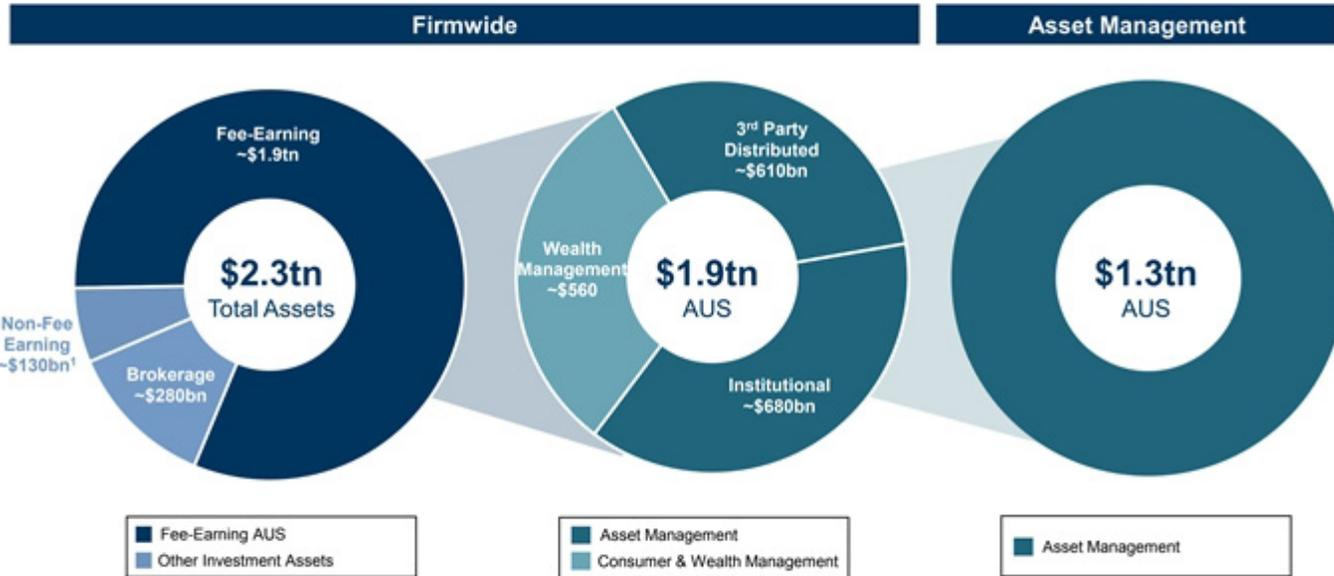 Firmwide
Asset Management
Fee-Earning
~$1.9tn
$2.3tn
Total Assets
Non-Fee
Earning
~$130bn¹
Brokerage
~$280bn
3rd Party
Distributed
~$610bn
Wealth
Management
~$560
$1.9tn
AUS
Institutional
~$680bn
$1.3tn
AUS
Fee-Earning AUS
Other Investment Assets
Asset Management
Consumer & Wealth Management
Asset Management